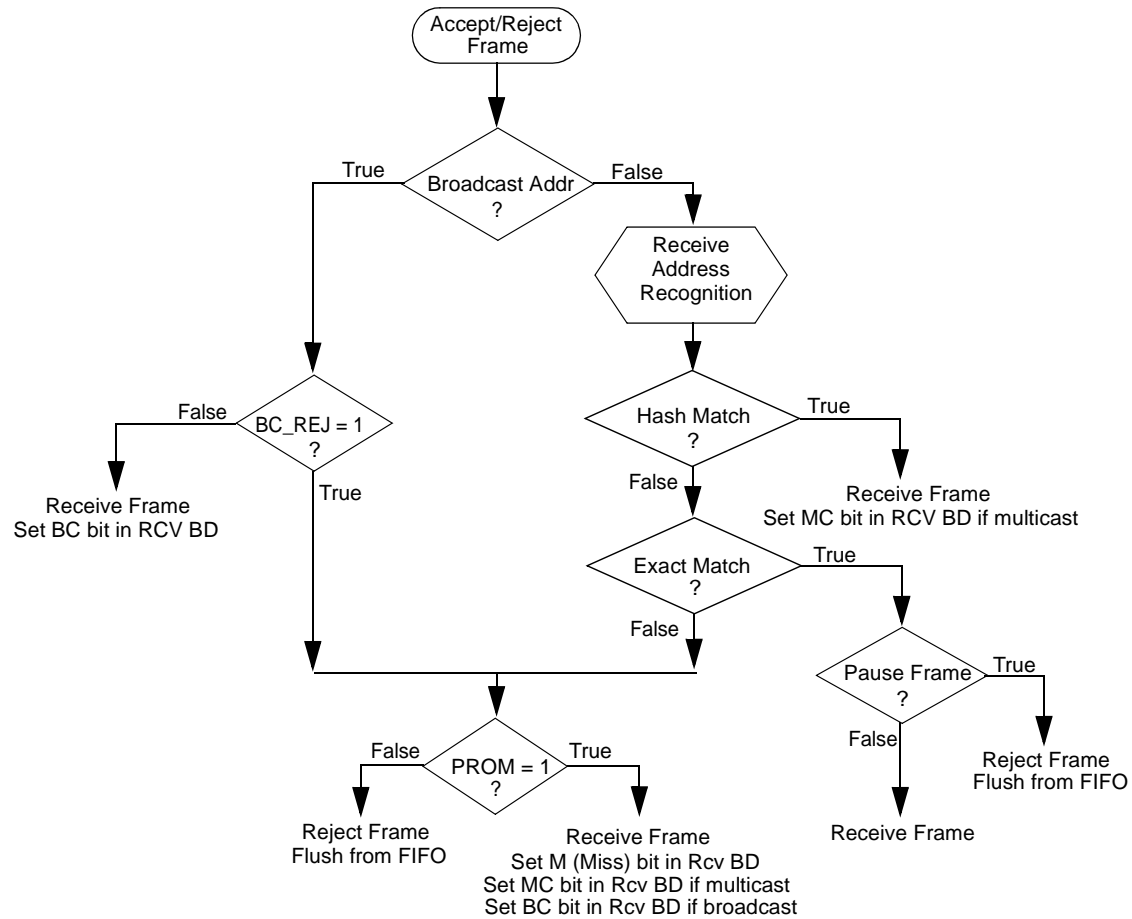 Accept/Reject
Frame
True
False
Broadcast Addr
?
Receive
Address
Recognition
False
BC_REJ = 1
?
True
Hash Match
?
True
False
Receive Frame
Set BC bit in RCV BD
Receive Frame
Set MC bit in RCV BD if multicast
Exact Match
?
True
False
Pause Frame
?
True
False
False
PROM = 1
?
True
Reject Frame
Flush from FIFO
Receive Frame
Reject Frame
Flush from FIFO
Receive Frame
Set M (Miss) bit in Rcv BD
Set MC bit in Rcv BD if multicast
Set BC bit in Rcv BD if broadcast